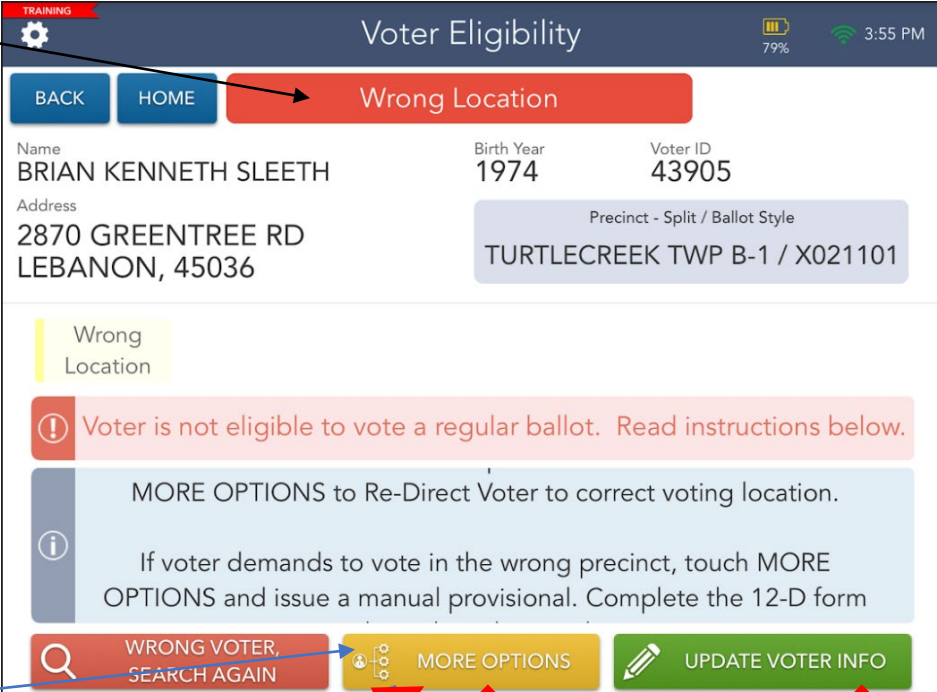 TRAINING
Voter Eligibility
79%
3:55 PM
BACK
HOME
Wrong Location
Name
BRIAN KENNETH SLEETH
Birth Year
1974
Voter ID
43905
Address
2870 GREENTREE RD
LEBANON, 45036
Precinct - Split / Ballot Style
TURTLECREEK TWP B-1 / X021101
Wrong
Location
Voter is not eligible to vote a regular ballot. Read instructions below.
MORE OPTIONS to Re-Direct Voter to correct voting location.
If voter demands to vote in the wrong precinct, touch MORE
OPTIONS and issue a manual provisional. Complete the 12-D form
WRONG VOTER,
SEARCH AGAIN
MORE OPTIONS
UPDATE VOTER INFO